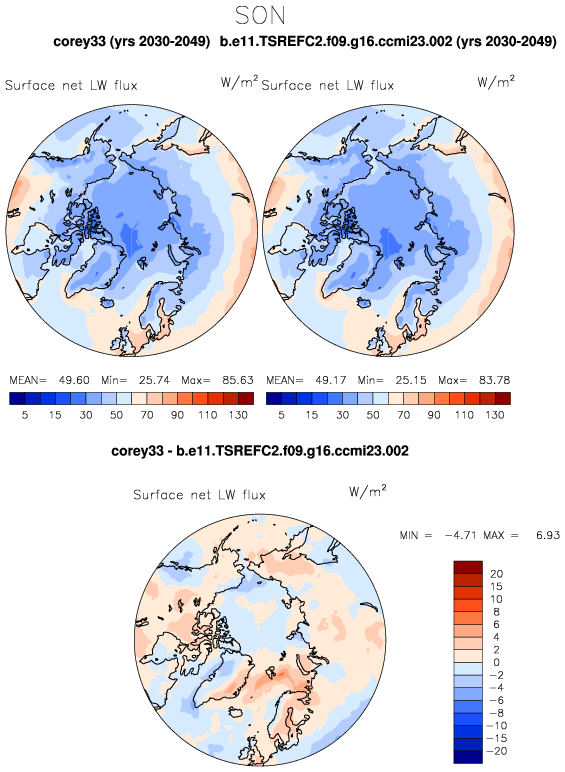 SON
corey33 (yrs 2030-2049) b.e11.TSREFC2.f09.g16.ccmi23.002 (yrs 2030-2049)
Surface net LW flux W/m² Surface net LW flux W/m²
MEAN= 49.60 Min= 25.74 Max= 85.63 MEAN= 49.17 Min= 25.15 Max= 83.78
5 15 30 50 70 90 110 130 5 15 30 50 70 90 110 130
corey33 - b.e11.TSREFC2.f09.g16.ccmi23.002
Surface net LW flux W/m²
MIN = -4.71 MAX = 6.93
20
15
10
8
6
4
2
0
-2
-4
-6
-8
-10
-15
-20